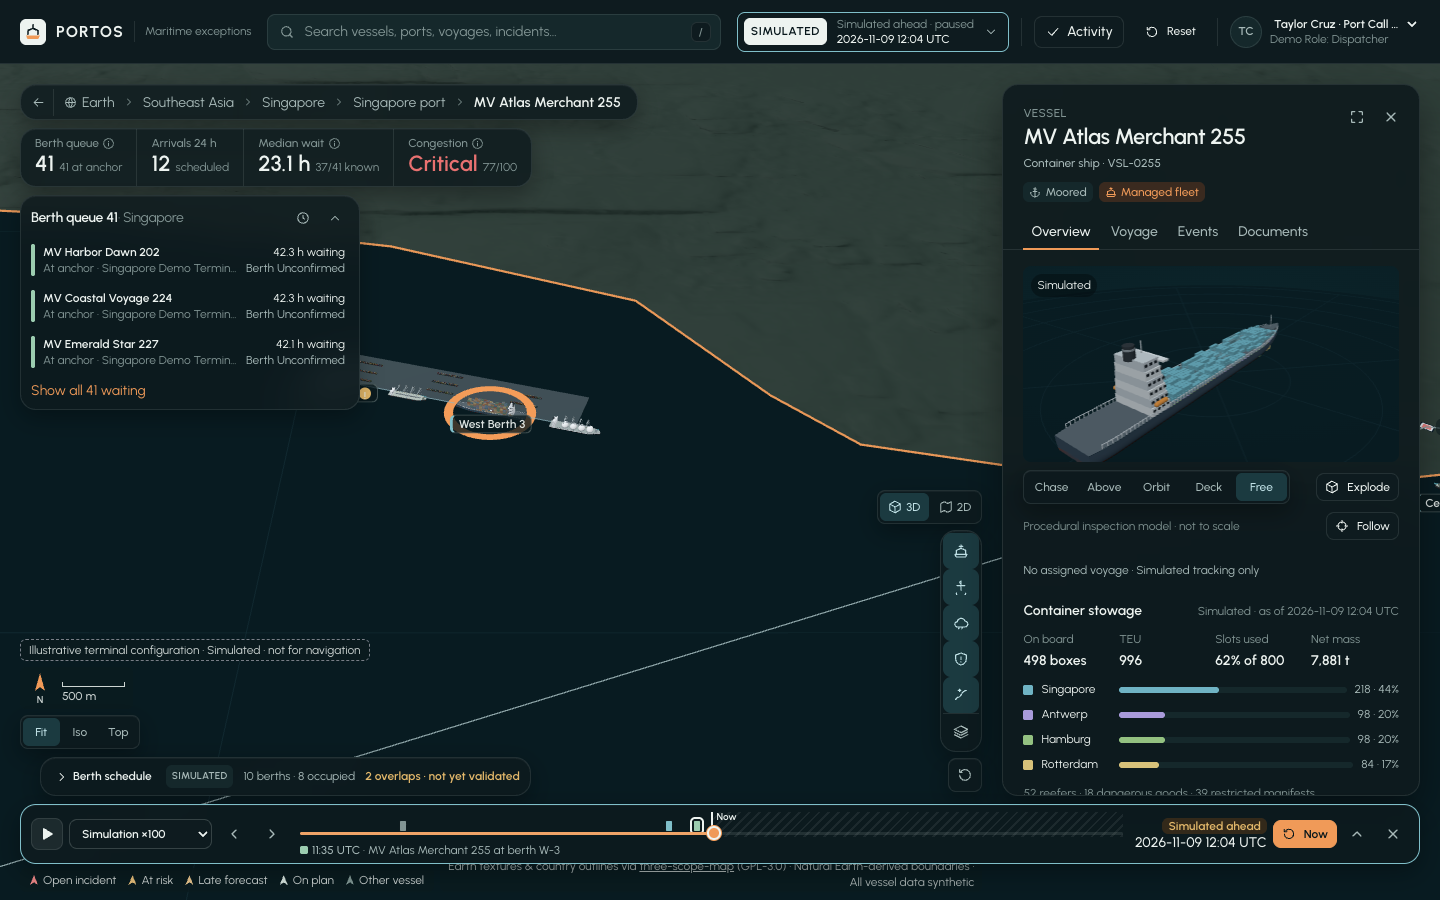 PORTOS
Maritime exceptions
Search vessels, ports, voyages, incidents...
/
SIMULATED
Simulated ahead · paused
2026-11-09 12:04 UTC
Activity
Reset
TC
Taylor Cruz · Port Call ...
Demo Role: Dispatcher
Earth
Southeast Asia
Singapore
Singapore port
MV Atlas Merchant 255
Berth queue
41 41 at anchor
Arrivals 24 h
12 scheduled
Median wait
23.1 h 37/41 known
Congestion
Critical 77/100
Berth queue 41 Singapore
MV Harbor Dawn 202
42.3 h waiting
At anchor · Singapore Demo Termin...
Berth Unconfirmed
MV Coastal Voyage 224
42.3 h waiting
At anchor · Singapore Demo Termin...
Berth Unconfirmed
MV Emerald Star 227
42.1 h waiting
At anchor · Singapore Demo Termin...
Berth Unconfirmed
Show all 41 waiting
West Berth 3
3D
2D
Illustrative terminal configuration · Simulated · not for navigation
N
500 m
Fit
Iso
Top
Berth schedule
SIMULATED
10 berths · 8 occupied
2 overlaps · not yet validated
VESSEL
MV Atlas Merchant 255
Container ship · VSL-0255
Moored
Managed fleet
Overview
Voyage
Events
Documents
Simulated
Chase
Above
Orbit
Deck
Free
Explode
Procedural inspection model · not to scale
Follow
No assigned voyage · Simulated tracking only
Container stowage
Simulated · as of 2026-11-09 12:04 UTC
On board
498 boxes
TEU
996
Slots used
62% of 800
Net mass
7,881 t
Singapore
218 · 44%
Antwerp
98 · 20%
Hamburg
98 · 20%
Rotterdam
84 · 17%
52 reefers · 18 dangerous goods · 39 restricted manifests
Ce
Simulation ×100
Now
11:35 UTC · MV Atlas Merchant 255 at berth W-3
Simulated ahead
2026-11-09 12:04 UTC
Now
Open incident
At risk
Late forecast
On plan
Other vessel
Earth textures & country outlines via three-scope-map (GPL-3.0) · Natural Earth-derived boundaries ·
All vessel data synthetic